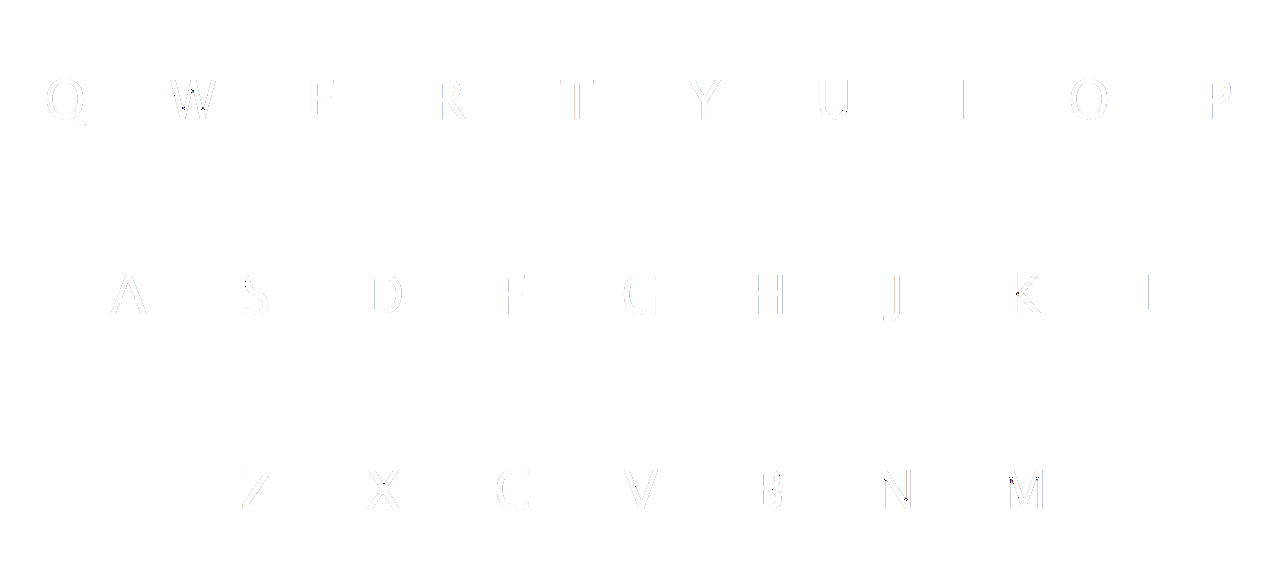 Q W E R T Y U I O P
A S D F G H J K L
Z X C V B N M